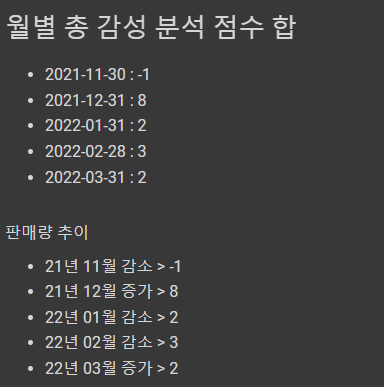 월별 총 감성 분석 점수 합
2021-11-30 : -1
2021-12-31 : 8
2022-01-31 : 2
2022-02-28 : 3
2022-03-31 : 2
판매량 추이
21년 11월 감소 > -1
21년 12월 증가 > 8
22년 01월 감소 > 2
22년 02월 감소 > 3
22년 03월 증가 > 2